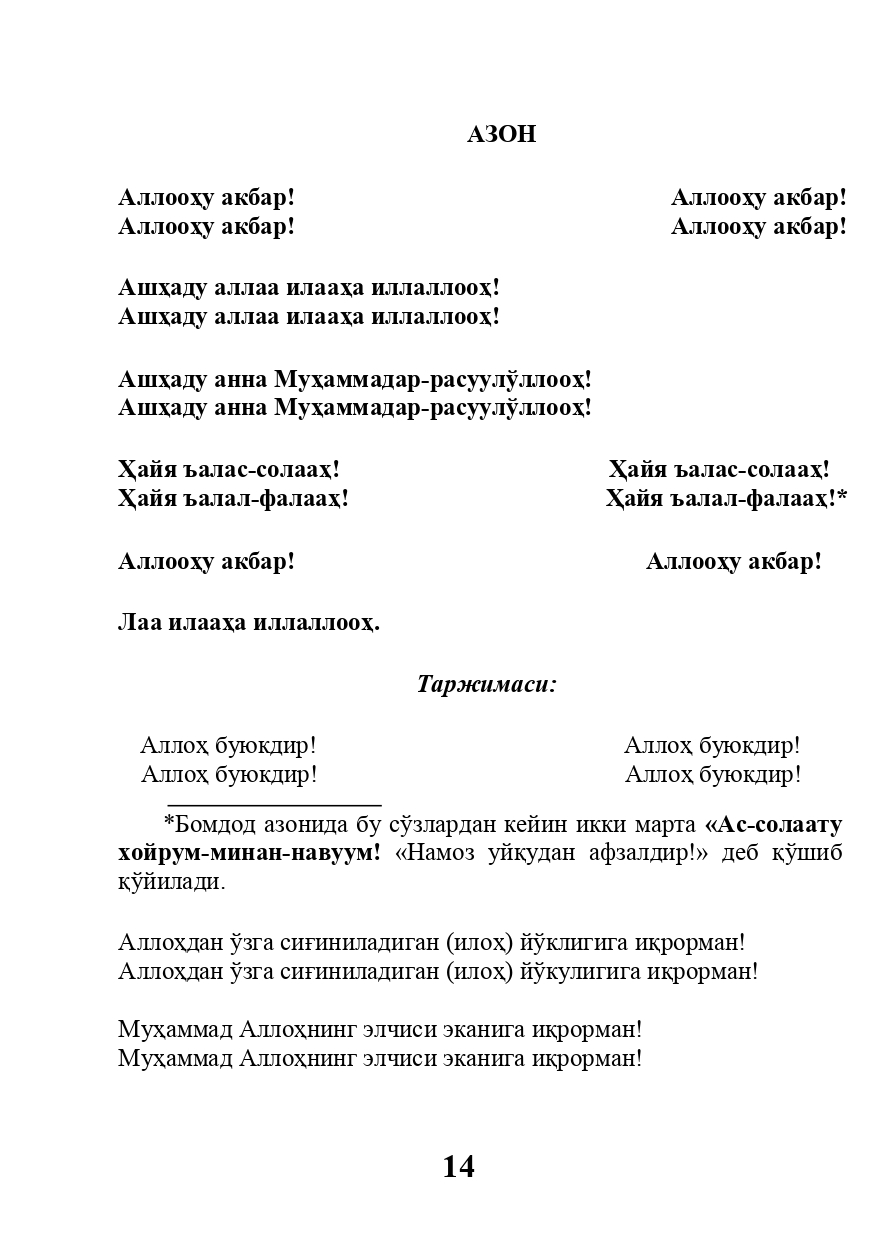 АЗОН
Аллооҳу акбар! Аллооҳу акбар!
Аллооҳу акбар! Аллооҳу акбар!
Ашҳаду аллаа илааҳа иллаллооҳ!
Ашҳаду аллаа илааҳа иллаллооҳ!
Ашҳаду анна Муҳаммадар-расуулўллооҳ!
Ашҳаду анна Муҳаммадар-расуулўллооҳ!
Ҳайя ъалас-солааҳ! Ҳайя ъалас-солааҳ!
Ҳайя ъалал-фалааҳ! Ҳайя ъалал-фалааҳ!*
Аллооҳу акбар! Аллооҳу акбар!
Лаа илааҳа иллаллооҳ.
Таржимаси:
Аллоҳ буюкдир! Аллоҳ буюкдир!
Аллоҳ буюкдир! Аллоҳ буюкдир!
*Бомдод азонида бу сўзлардан кейин икки марта «Ас-солаату
хойрум-минан-навуум! «Намоз уйқудан афзалдир!» деб қўшиб
қўйилади.
Аллоҳдан ўзга сиғиниладиган (илоҳ) йўклигига иқрорман!
Аллоҳдан ўзга сиғиниладиган (илоҳ) йўкулигига иқрорман!
Муҳаммад Аллоҳнинг элчиси эканига иқрорман!
Муҳаммад Аллоҳнинг элчиси эканига иқрорман!
14